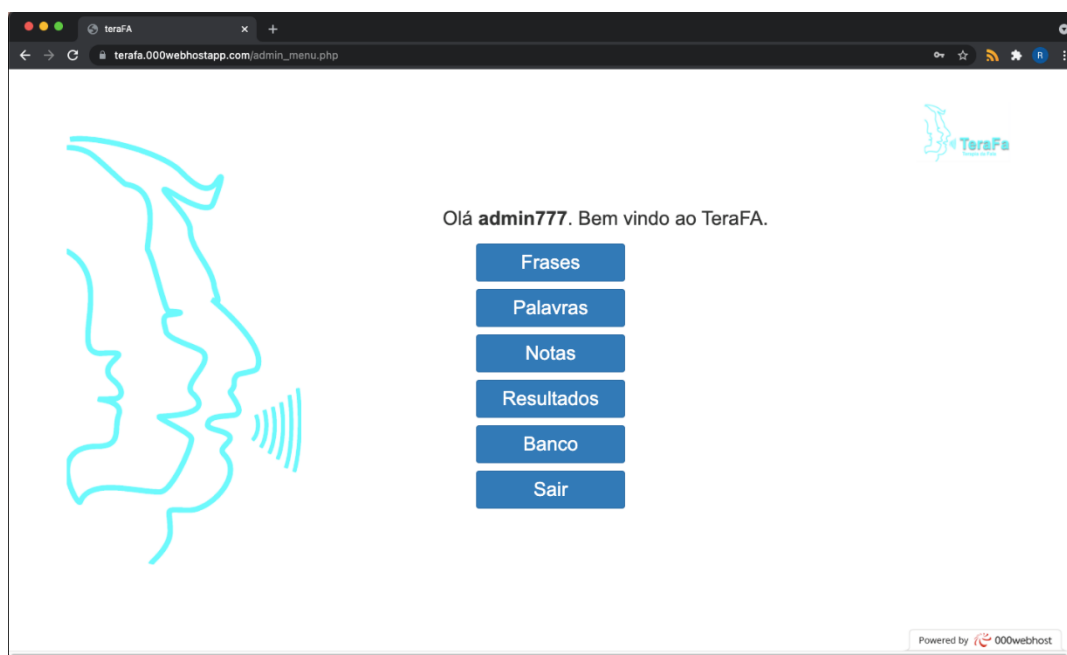 teraFA
terafa.000webhostapp.com/admin_menu.php
R
TeraFa
Olá admin777. Bem vindo ao TeraFA.
Frases
Palavras
Notas
Resultados
Banco
Sair
Powered by 000webhost